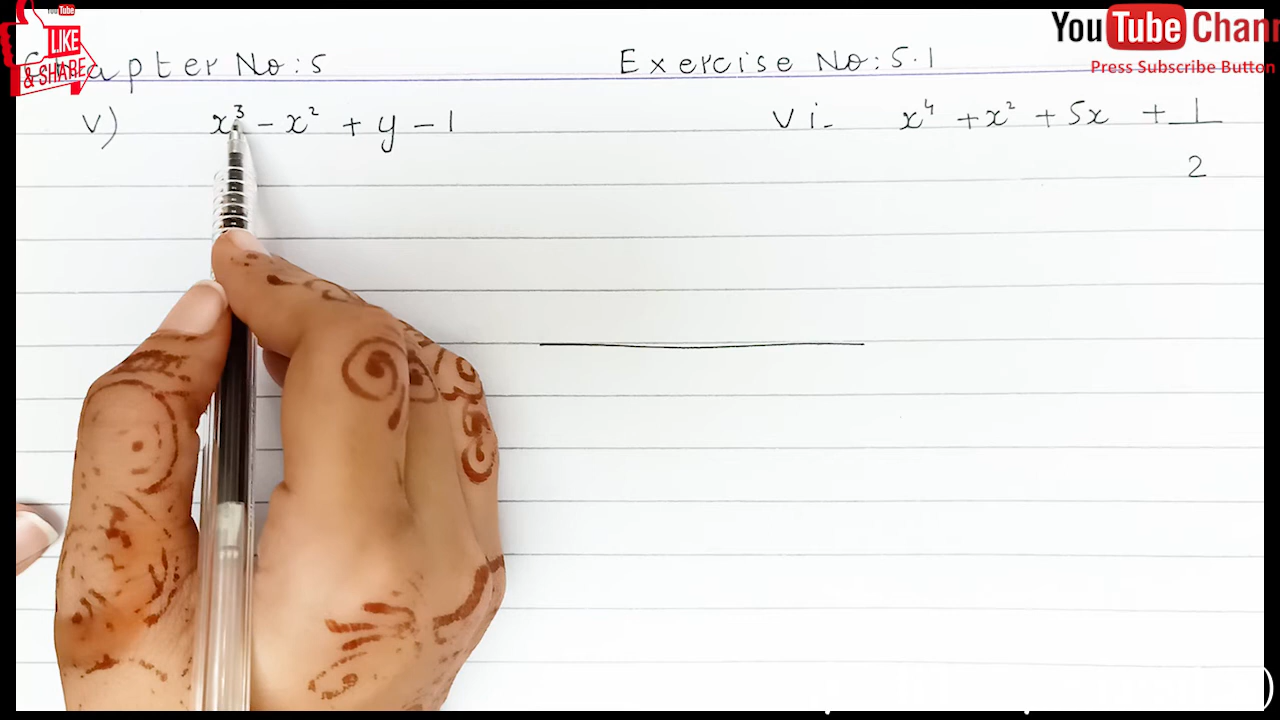 YouTube
LIKE
& SHARE
YouTube Chann
Press Subscribe Button
Chapter No:5 Exercise No:5.1
v) x³ - x² + y - 1 vi- x⁴ + x² + 5x + 1
2
)